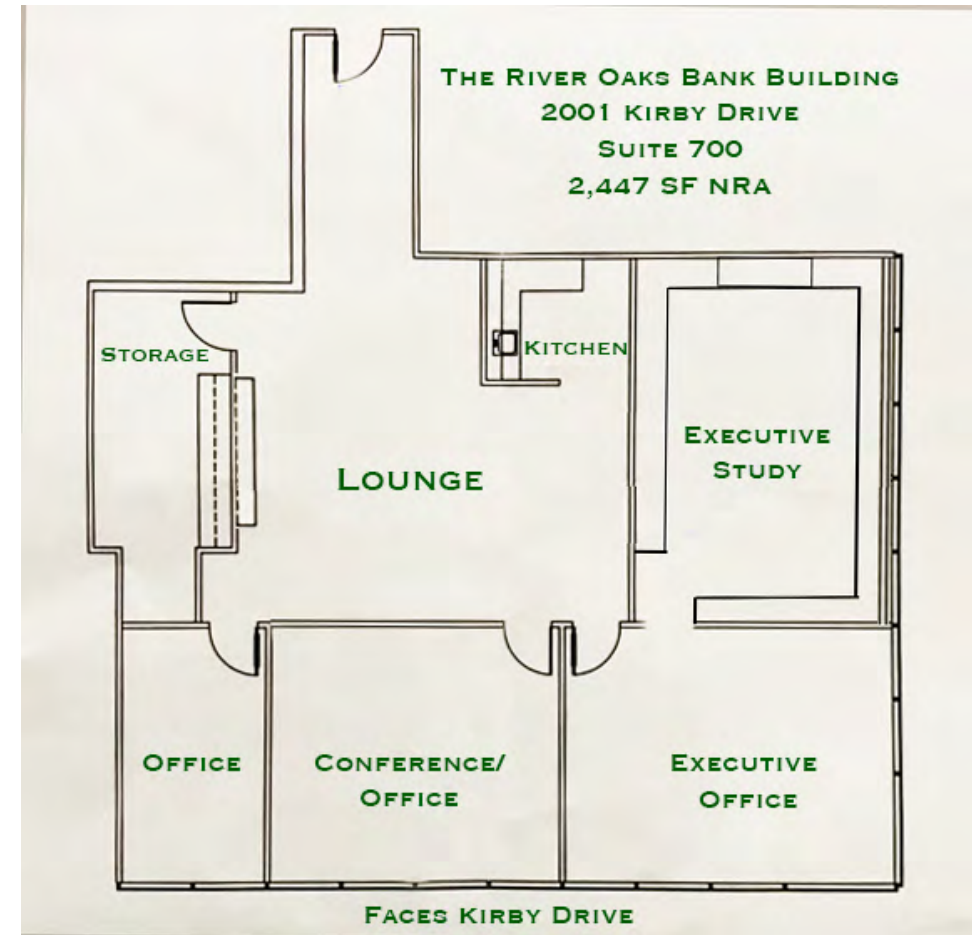 The River Oaks Bank Building
2001 Kirby Drive
Suite 700
2,447 SF nRa
Storage
Kitchen
Executive
Study
Lounge
Office
Conference/
Office
Executive
Office
Faces Kirby Drive